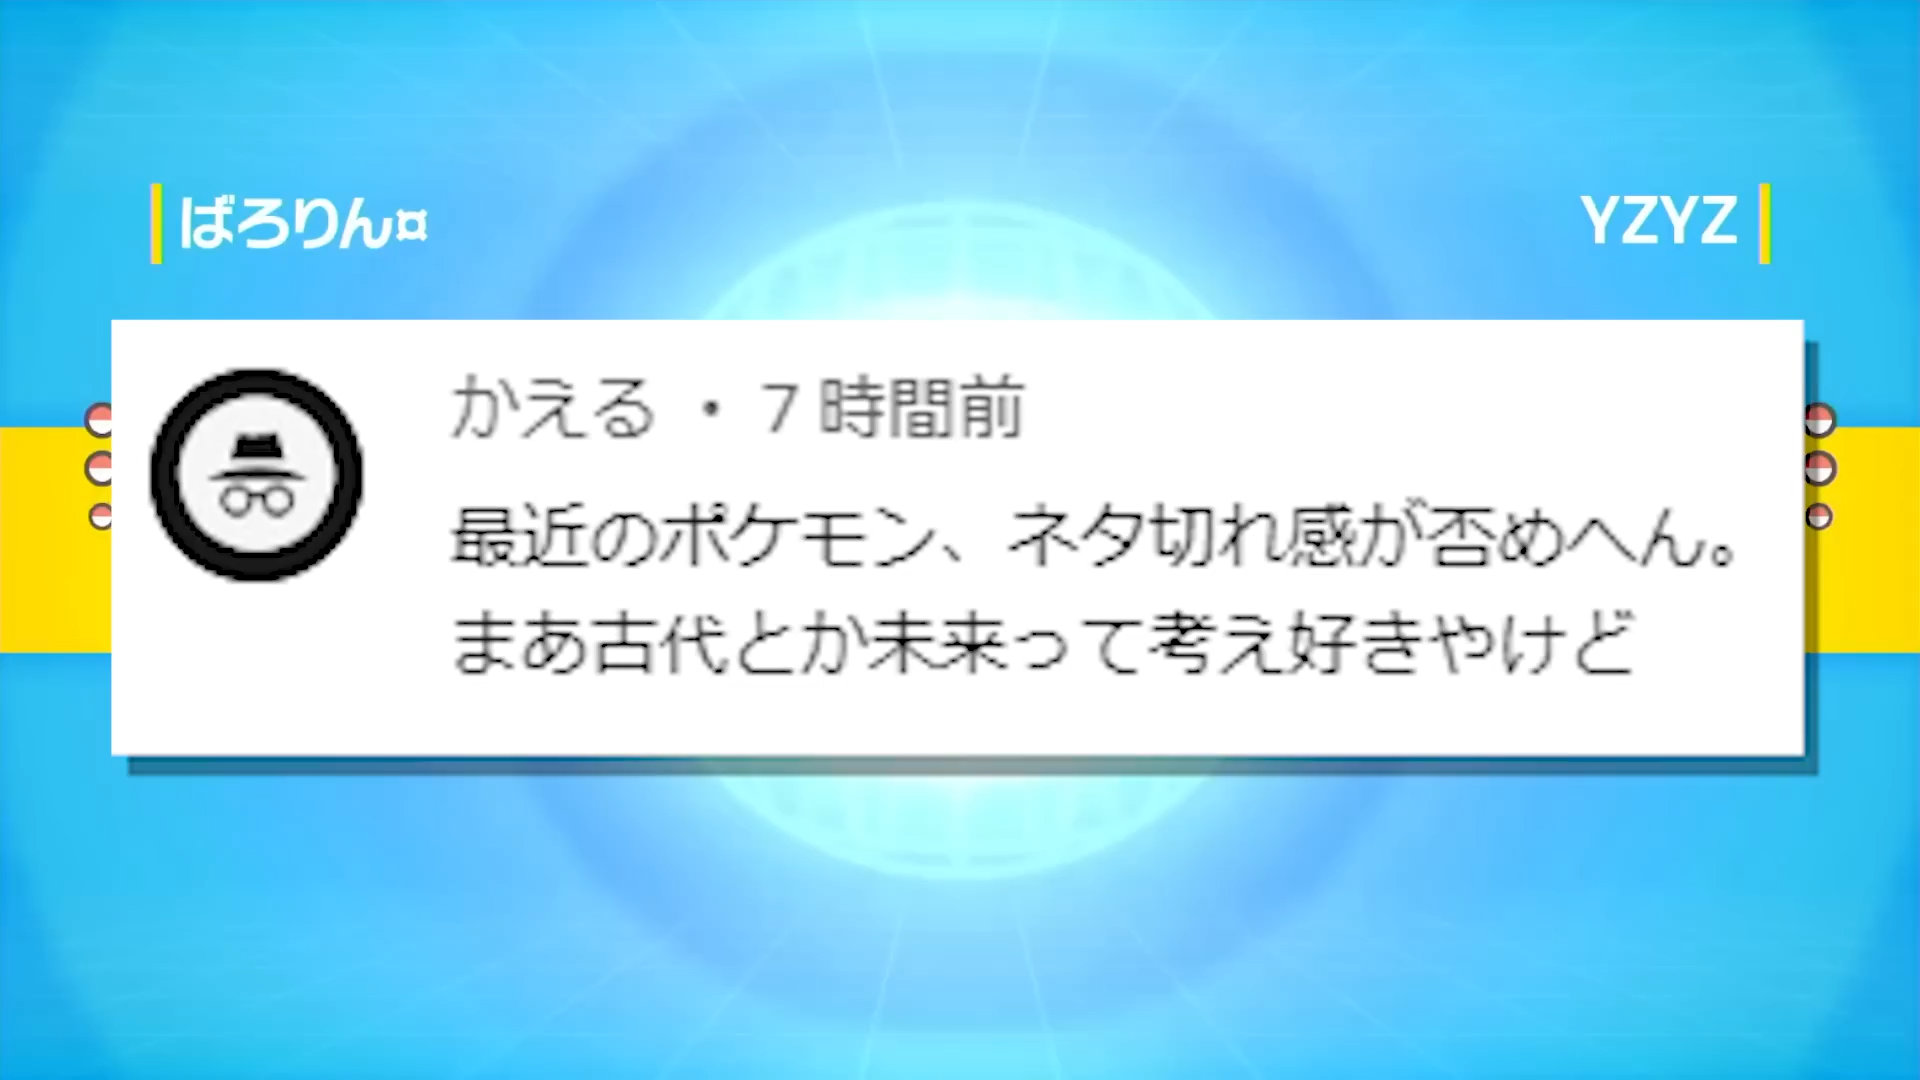 ばろりん¤
YZYZ
かえる ・ 7 時間前
最近のポケモン、ネタ切れ感が否めへん。
まあ古代とか未来って考え好きやけど